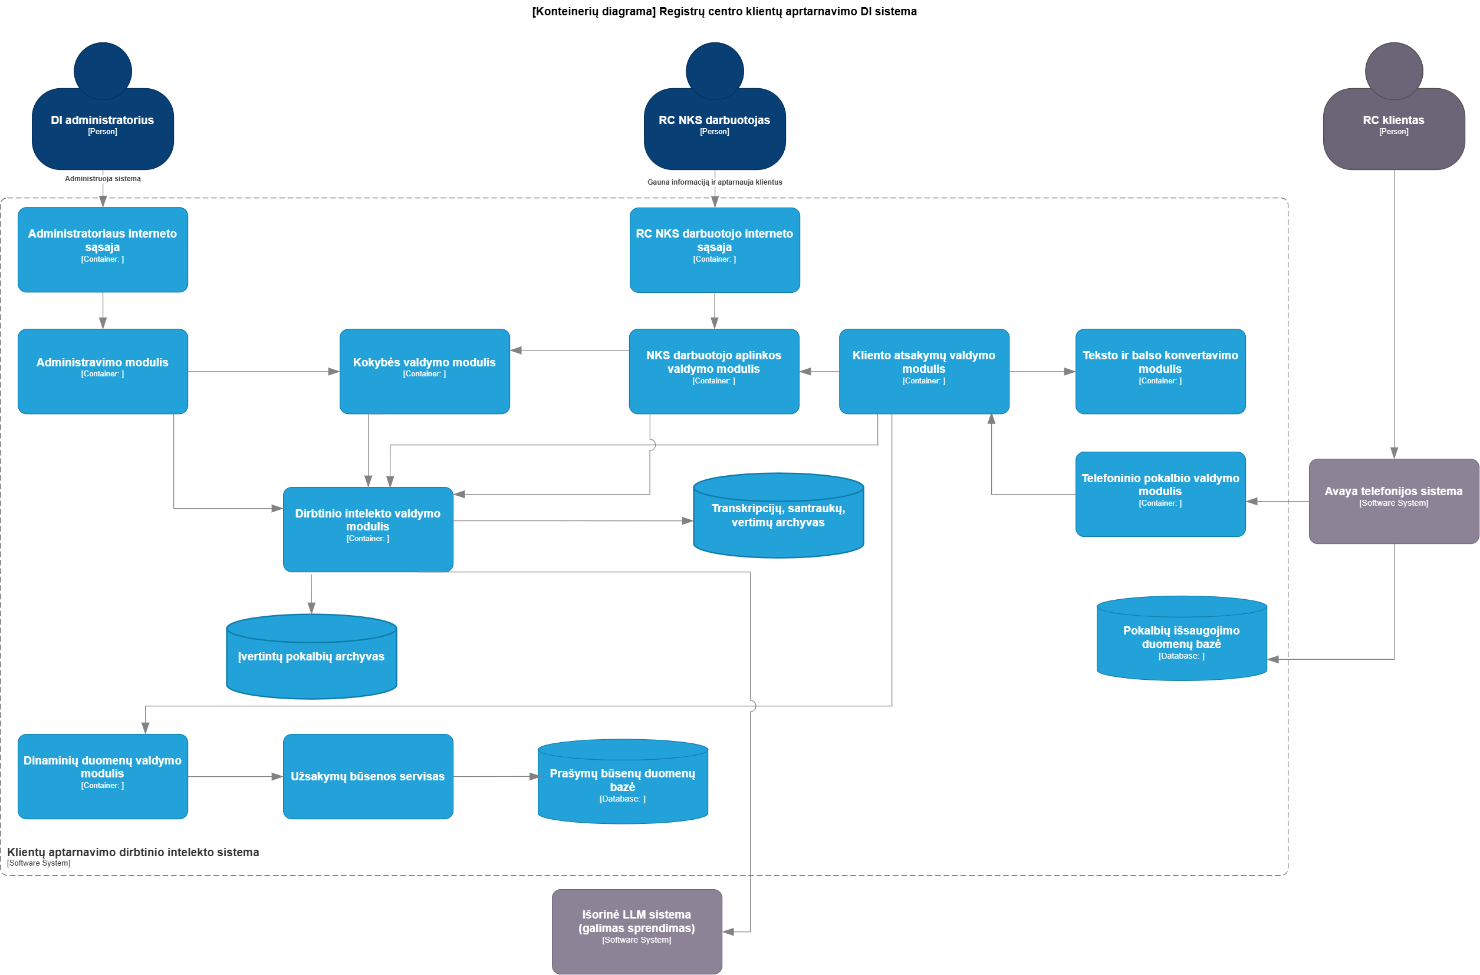 [Konteinerių diagrama] Registrų centro klientų aprtarnavimo DI sistema
DI administratorius
[Person]
RC NKS darbuotojas
[Person]
RC klientas
[Person]
Administruoja sistemą
Gauna informaciją ir aptarnauja klientus
Administratoriaus interneto
sąsaja
[Container: ]
RC NKS darbuotojo interneto
sąsaja
[Container: ]
Administravimo modulis
[Container: ]
Kokybės valdymo modulis
[Container: ]
NKS darbuotojo aplinkos
valdymo modulis
[Container: ]
Kliento atsakymų valdymo
modulis
[Container: ]
Teksto ir balso konvertavimo
modulis
[Container: ]
Dirbtinio intelekto valdymo
modulis
[Container: ]
Transkripcijų, santraukų,
vertimų archyvas
Telefoninio pokalbio valdymo
modulis
[Container: ]
Avaya telefonijos sistema
[Software System]
Įvertintų pokalbių archyvas
Pokalbių išsaugojimo
duomenų bazė
[Database: ]
Dinaminių duomenų valdymo
modulis
[Container: ]
Užsakymų būsenos servisas
Prašymų būsenų duomenų
bazė
[Database: ]
Klientų aptarnavimo dirbtinio intelekto sistema
[Software System]
Išorinė LLM sistema
(galimas sprendimas)
[Software System]